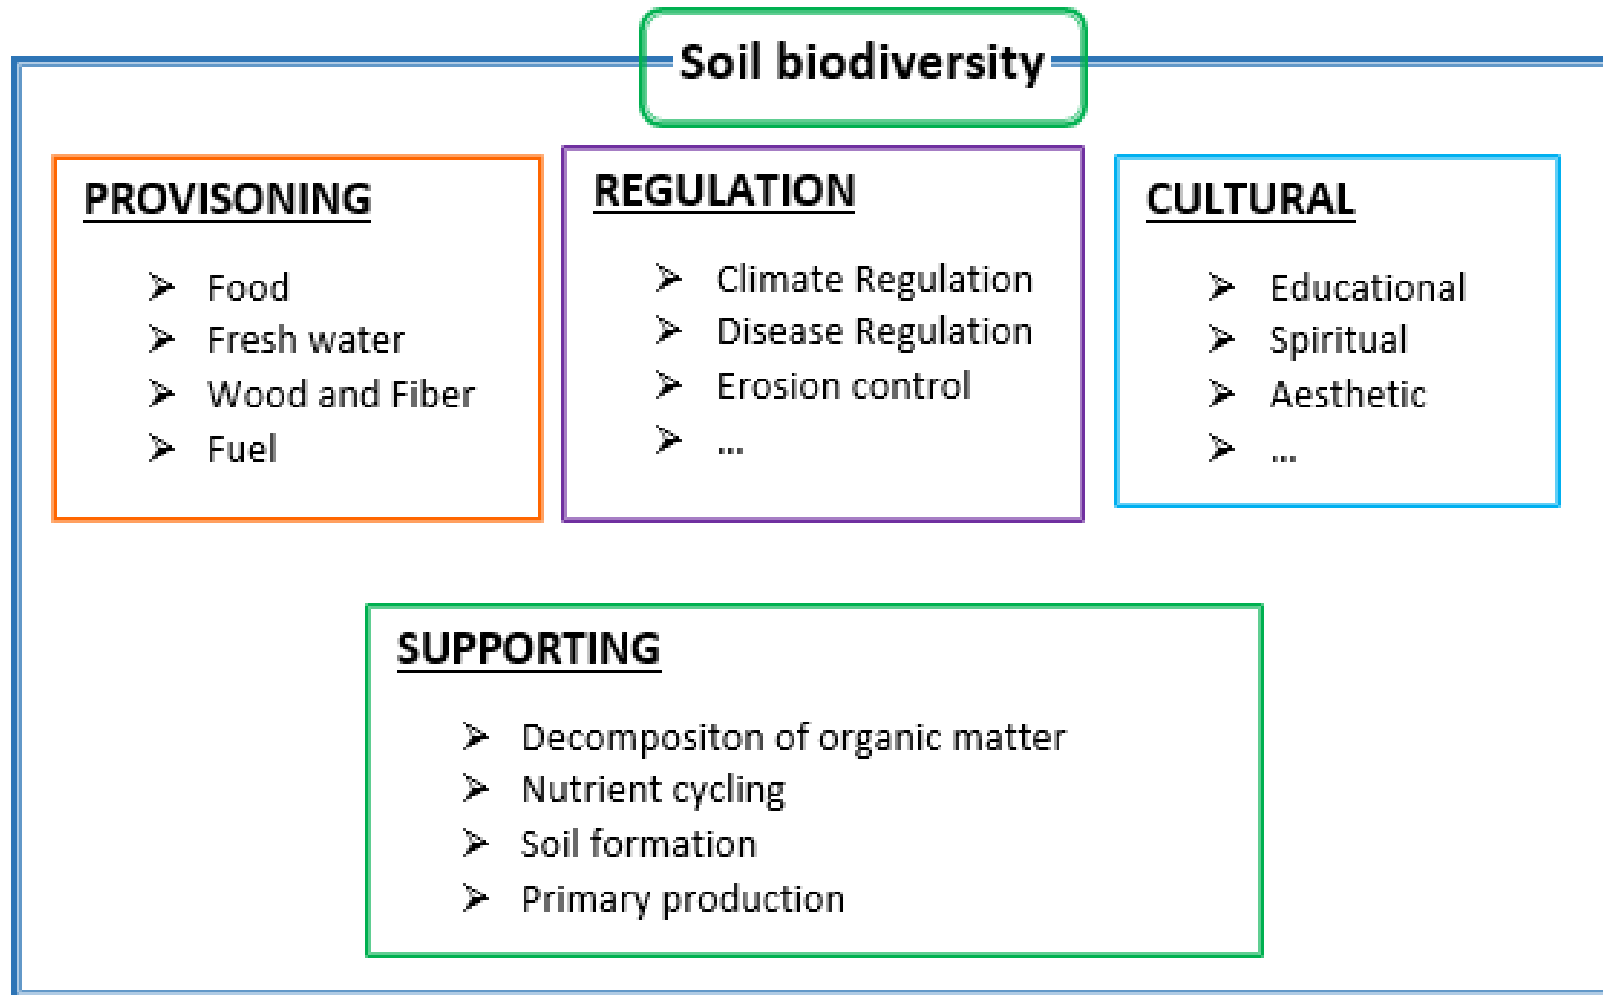 Soil biodiversity
PROVISONING
➢ Food
➢ Fresh water
➢ Wood and Fiber
➢ Fuel
REGULATION
➢ Climate Regulation
➢ Disease Regulation
➢ Erosion control
➢ ...
CULTURAL
➢ Educational
➢ Spiritual
➢ Aesthetic
➢ ...
SUPPORTING
➢ Decompositon of organic matter
➢ Nutrient cycling
➢ Soil formation
➢ Primary production